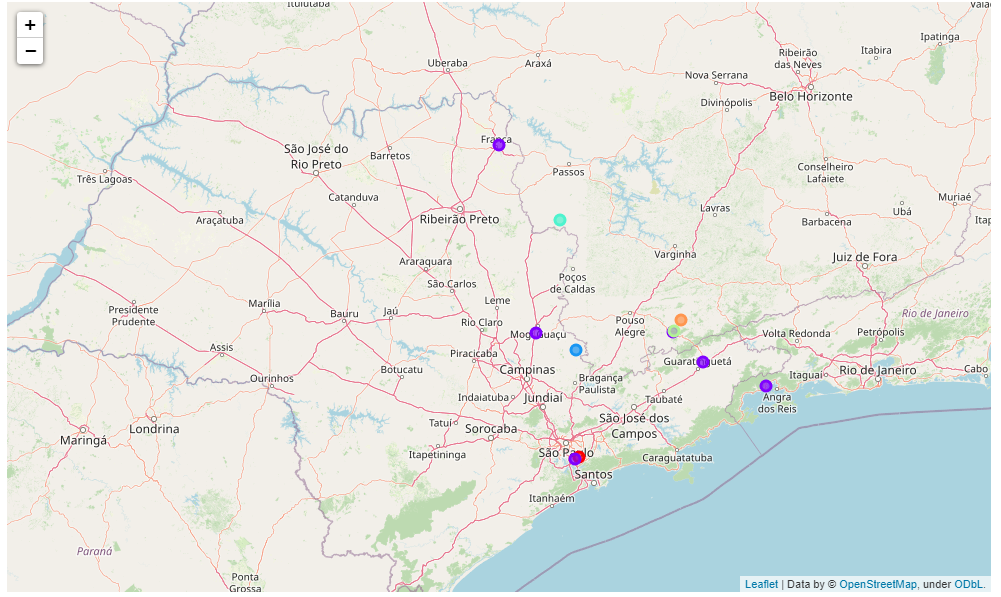 +
−
Ituiutaba
Uberaba
Araxá
Nova Serrana
Divinópolis
Ribeirão
das Neves
Itabira
Ipatinga
Belo Horizonte
Franca
São José do
Rio Preto
Barretos
Catanduva
Ribeirão Preto
Passos
Conselheiro
Lafaiete
Lavras
Barbacena
Ubá
Muriaé
Três Lagoas
Araçatuba
Araraquara
São Carlos
Varginha
Juiz de Fora
Poços
de Caldas
Leme
Presidente
Prudente
Marília
Bauru
Jaú
Rio Claro
Mogi Guaçu
Pouso
Alegre
Volta Redonda
Petrópolis
Rio de Janeiro
Assis
Ourinhos
Botucatu
Piracicaba
Campinas
Guaratinguetá
Itaguaí
Rio de Janeiro
Cabo
Bragança
Paulista
Indaiatuba
Jundiaí
Taubaté
Angra
dos Reis
Maringá
Londrina
Tatuí
Sorocaba
São José dos
Campos
Itapetininga
São Paulo
Caraguatatuba
Santos
Itanhaém
Paraná
Ponta
Grossa
Leaflet | Data by © OpenStreetMap, under ODbL.